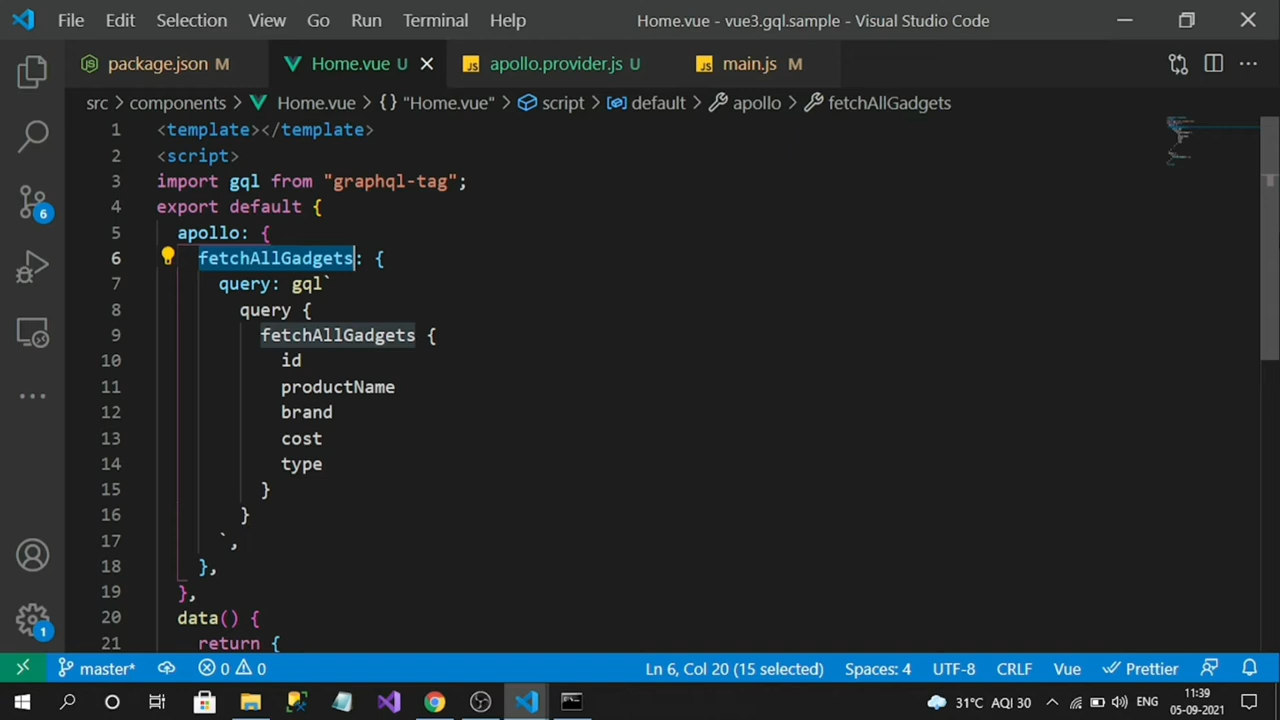 File Edit Selection View Go Run Terminal Help Home.vue - vue3.gql.sample - Visual Studio Code
package.json M Home.vue U apollo.provider.js U main.js M
src > components > Home.vue > {} "Home.vue" > script > default > apollo > fetchAllGadgets
1 <template></template>
2 <script>
3 import gql from "graphql-tag";
4 export default {
5 apollo: {
6 fetchAllGadgets: {
7 query: gql`
8 query {
9 fetchAllGadgets {
10 id
11 productName
12 brand
13 cost
14 type
15 }
16 }
17 `,
18 },
19 },
20 data() {
21 return {
6
1
master* 0 0 Ln 6, Col 20 (15 selected) Spaces: 4 UTF-8 CRLF Vue Prettier
31°C AQI 30 ENG 11:39
05-09-2021